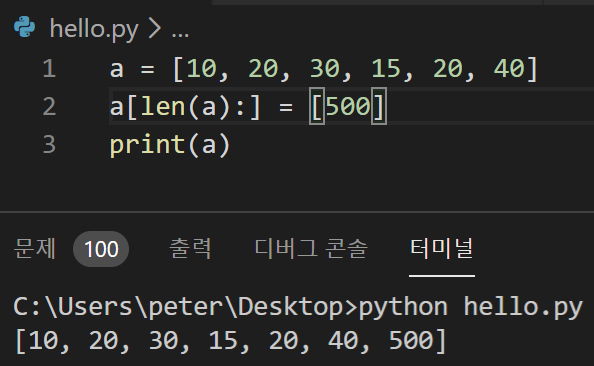 hello.py > ...
1 a = [10, 20, 30, 15, 20, 40]
2 a[len(a):] = [500]
3 print(a)
문제 100 출력 디버그 콘솔 터미널
C:\Users\peter\Desktop>python hello.py
[10, 20, 30, 15, 20, 40, 500]